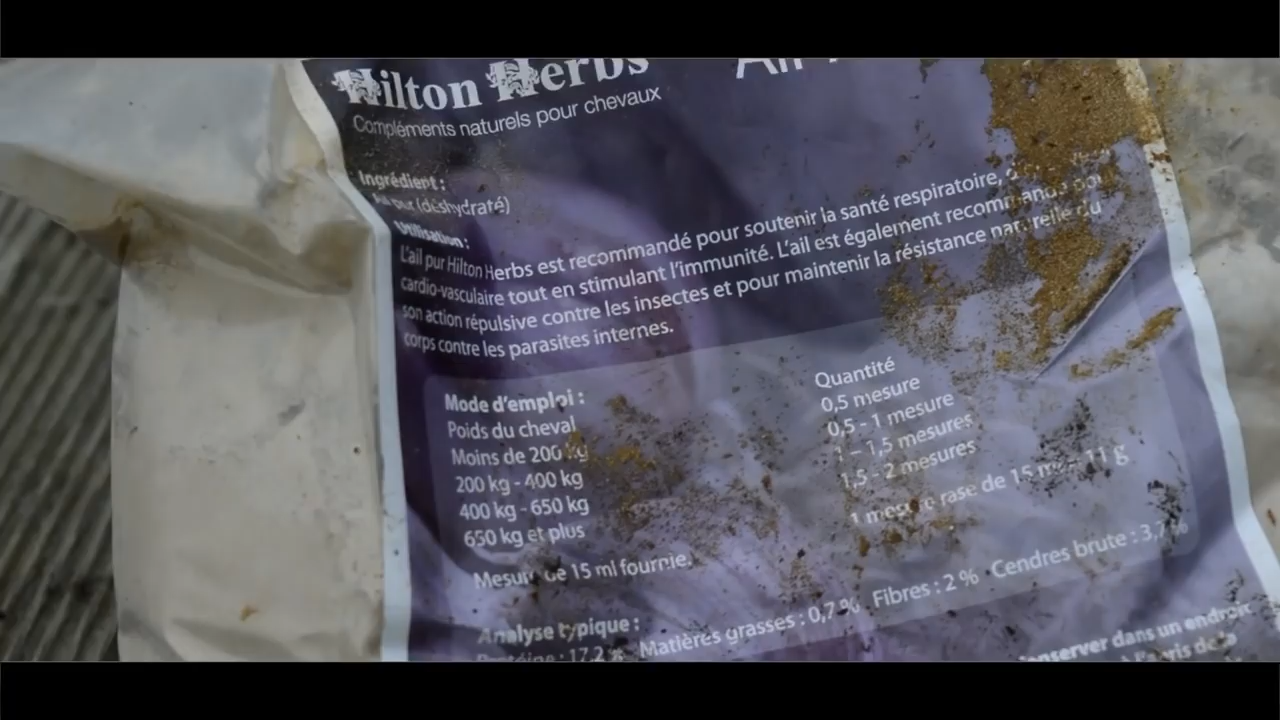 Hilton Herbs
Compléments naturels pour chevaux
Ail
Ingrédient :
Ail pur (déshydraté)
Utilisation :
L'ail pur Hilton Herbs est recommandé pour soutenir la santé respiratoire,
cardio-vasculaire tout en stimulant l'immunité. L'ail est également recommandé pour
son action répulsive contre les insectes et pour maintenir la résistance naturelle du
corps contre les parasites internes.
Mode d'emploi :
Poids du cheval Quantité
Moins de 200 kg 0,5 mesure
200 kg - 400 kg 0,5 - 1 mesure
400 kg - 650 kg 1 – 1,5 mesures
650 kg et plus 1,5 - 2 mesures
Mesure de 15 ml fournie. 1 mesure rase de 15 ml = 11 g
Analyse typique :
Protéine : 17,2 % Matières grasses : 0,7 % Fibres : 2 % Cendres brute : 3,7%
conserver dans un endroit